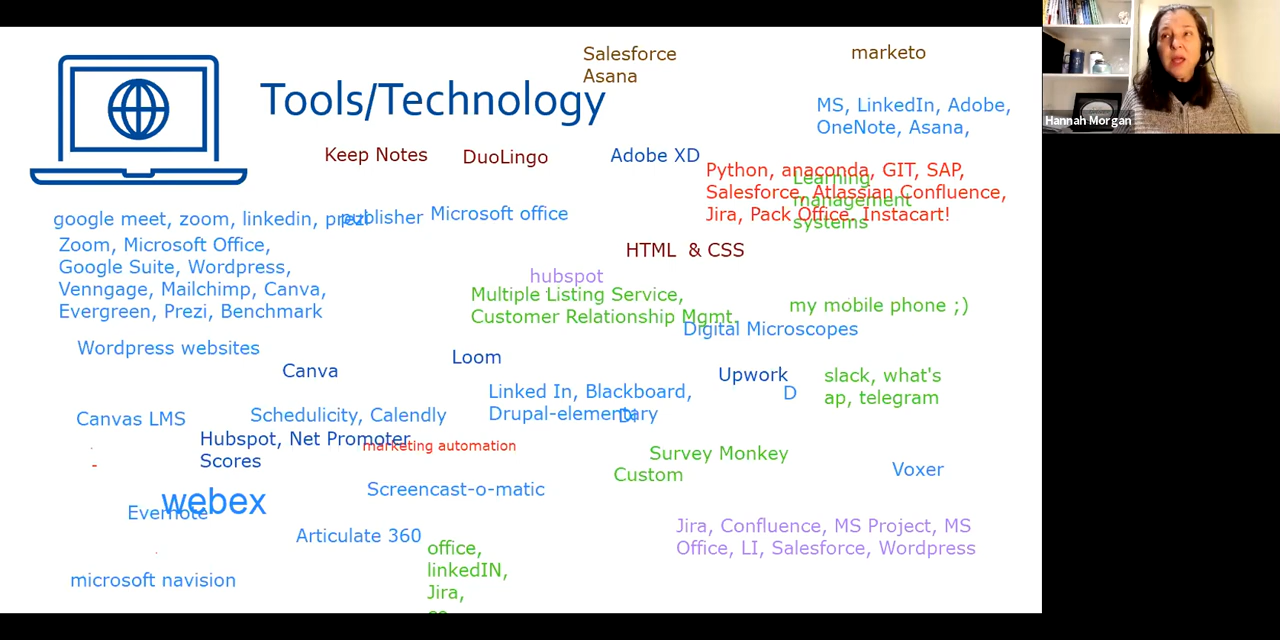 Salesforce
Asana
marketo
Tools/Technology
MS, LinkedIn, Adobe,
OneNote, Asana,
Hannah Morgan
Keep Notes
DuoLingo
Adobe XD
Python, anaconda, GIT, SAP,
Salesforce, Atlassian Confluence,
Jira, Pack Office, Instacart!
Learning
management
systems
google meet, zoom, linkedin, prezi
publisher
Microsoft office
Zoom, Microsoft Office,
Google Suite, Wordpress,
Venngage, Mailchimp, Canva,
Evergreen, Prezi, Benchmark
HTML & CSS
hubspot
Multiple Listing Service,
Customer Relationship Mgmt
my mobile phone ;)
Digital Microscopes
Wordpress websites
Loom
Canva
Upwork
D
slack, what's
ap, telegram
Linked In, Blackboard,
Drupal-elementary
DI
Canvas LMS
Schedulicity, Calendly
Hubspot, Net Promoter
Scores
marketing automation
Survey Monkey
Custom
Voxer
Screencast-o-matic
webex
Evernote
Articulate 360
Jira, Confluence, MS Project, MS
Office, LI, Salesforce, Wordpress
office,
linkedIN,
Jira,
microsoft navision